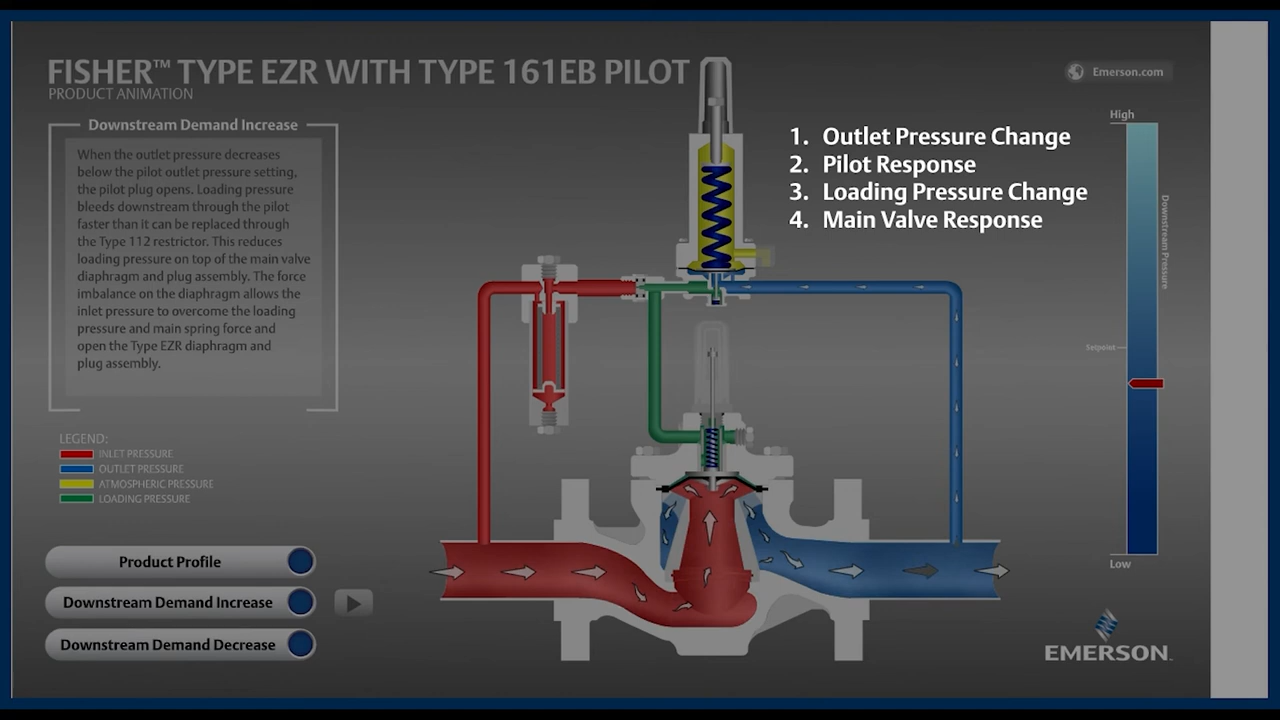 FISHER™ TYPE EZR WITH TYPE 161EB PILOT
PRODUCT ANIMATION
Emerson.com
Downstream Demand Increase
When the outlet pressure decreases
below the pilot outlet pressure setting,
the pilot plug opens. Loading pressure
bleeds downstream through the pilot
faster than it can be replaced through
the Type 112 restrictor. This reduces
loading pressure on top of the main valve
diaphragm and plug assembly. The force
imbalance on the diaphragm allows the
inlet pressure to overcome the loading
pressure and main spring force and
open the Type EZR diaphragm and
plug assembly.
1. Outlet Pressure Change
2. Pilot Response
3. Loading Pressure Change
4. Main Valve Response
High
Downstream Pressure
Setpoint
Low
LEGEND:
INLET PRESSURE
OUTLET PRESSURE
ATMOSPHERIC PRESSURE
LOADING PRESSURE
Product Profile
Downstream Demand Increase
Downstream Demand Decrease
EMERSON